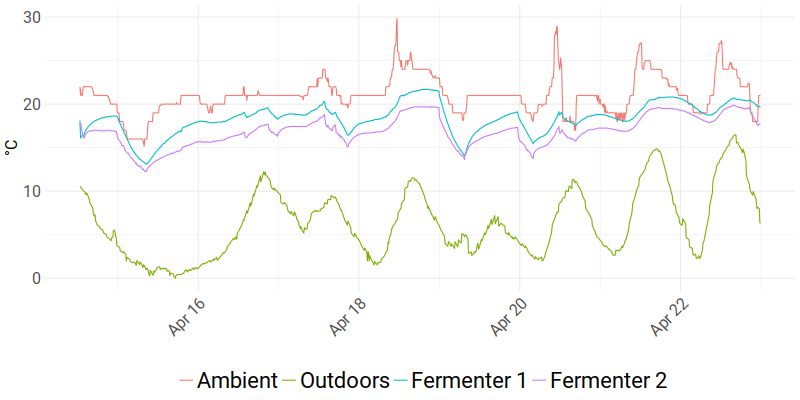 30
20
10
0
°C
Apr 16
Apr 18
Apr 20
Apr 22
Ambient Outdoors Fermenter 1 Fermenter 2